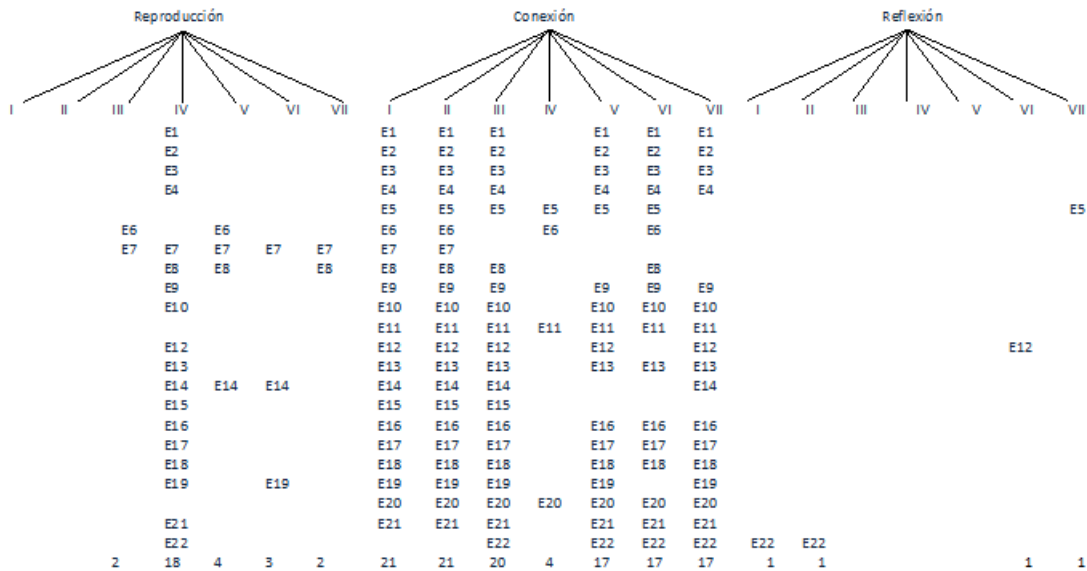 Reproducción Conexión Reflexión
I II III IV V VI VII I II III IV V VI VII I II III IV V VI VII
E1 E1 E1 E1 E1 E1 E1
E2 E2 E2 E2 E2 E2 E2
E3 E3 E3 E3 E3 E3 E3
E4 E4 E4 E4 E4 E4 E4
E5 E5 E5 E5 E5 E5 E5
E6 E6 E6 E6 E6 E6
E7 E7 E7 E7 E7 E7 E7
E8 E8 E8 E8 E8 E8 E8
E9 E9 E9 E9 E9 E9 E9
E10 E10 E10 E10 E10 E10 E10
E11 E11 E11 E11 E11 E11 E11
E12 E12 E12 E12 E12 E12 E12
E13 E13 E13 E13 E13 E13 E13
E14 E14 E14 E14 E14 E14 E14
E15 E15 E15 E15
E16 E16 E16 E16 E16 E16 E16
E17 E17 E17 E17 E17 E17 E17
E18 E18 E18 E18 E18 E18 E18
E19 E19 E19 E19 E19 E19 E19
E20 E20 E20 E20 E20 E20 E20
E21 E21 E21 E21 E21 E21 E21
E22 E22 E22 E22 E22 E22 E22
2 18 4 3 2 21 21 20 4 17 17 17 1 1 1 1